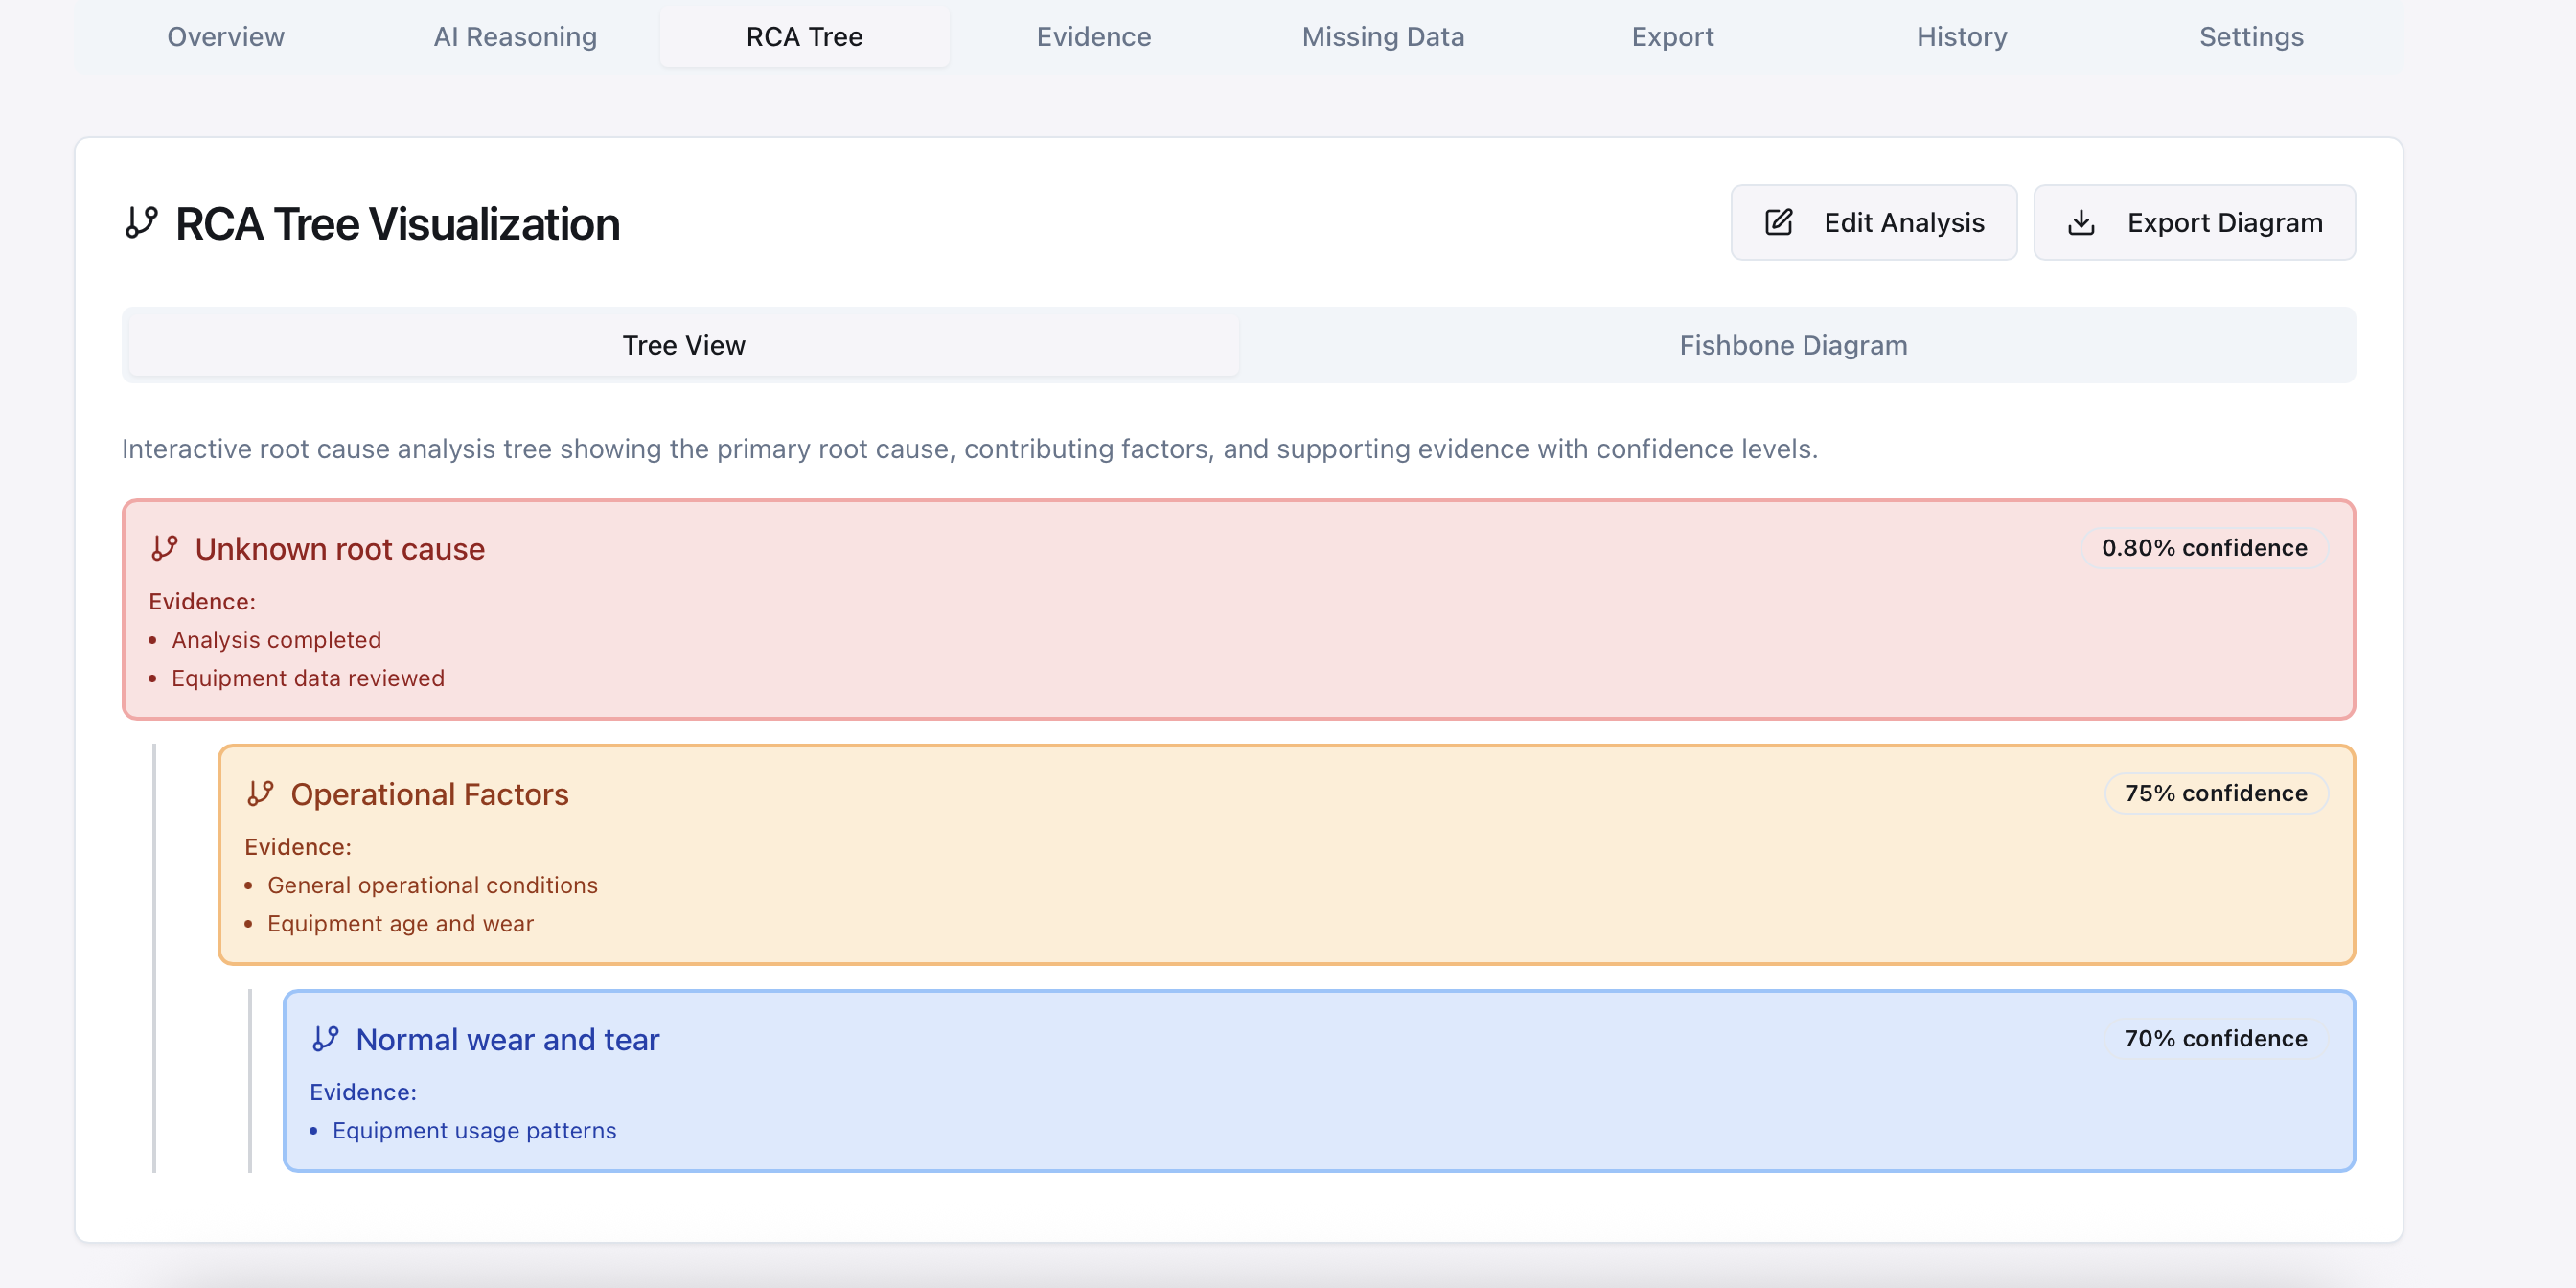 Overview
AI Reasoning
RCA Tree
Evidence
Missing Data
Export
History
Settings
RCA Tree Visualization
Edit Analysis
Export Diagram
Tree View
Fishbone Diagram
Interactive root cause analysis tree showing the primary root cause, contributing factors, and supporting evidence with confidence levels.
Unknown root cause
0.80% confidence
Evidence:
• Analysis completed
• Equipment data reviewed
Operational Factors
75% confidence
Evidence:
• General operational conditions
• Equipment age and wear
Normal wear and tear
70% confidence
Evidence:
• Equipment usage patterns